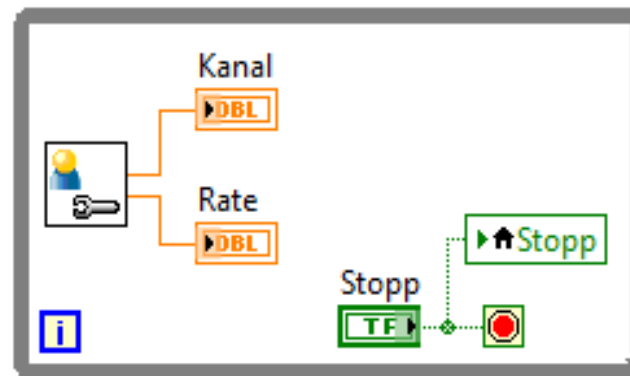 Kanal
DBL
Rate
DBL
Stopp
Stopp
TF
i